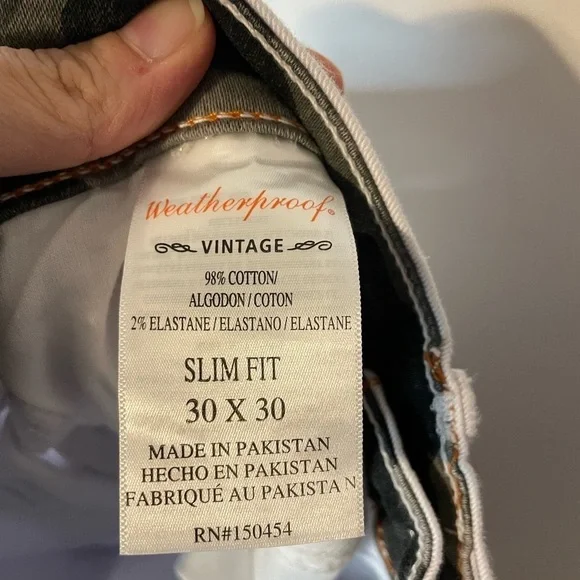 Weatherproof®
VINTAGE
98% COTTON/
ALGODON / COTON
2% ELASTANE / ELASTANO / ELASTANE
SLIM FIT
30 X 30
MADE IN PAKISTAN
HECHO EN PAKISTAN
FABRIQUÉ AU PAKISTAN
RN#150454